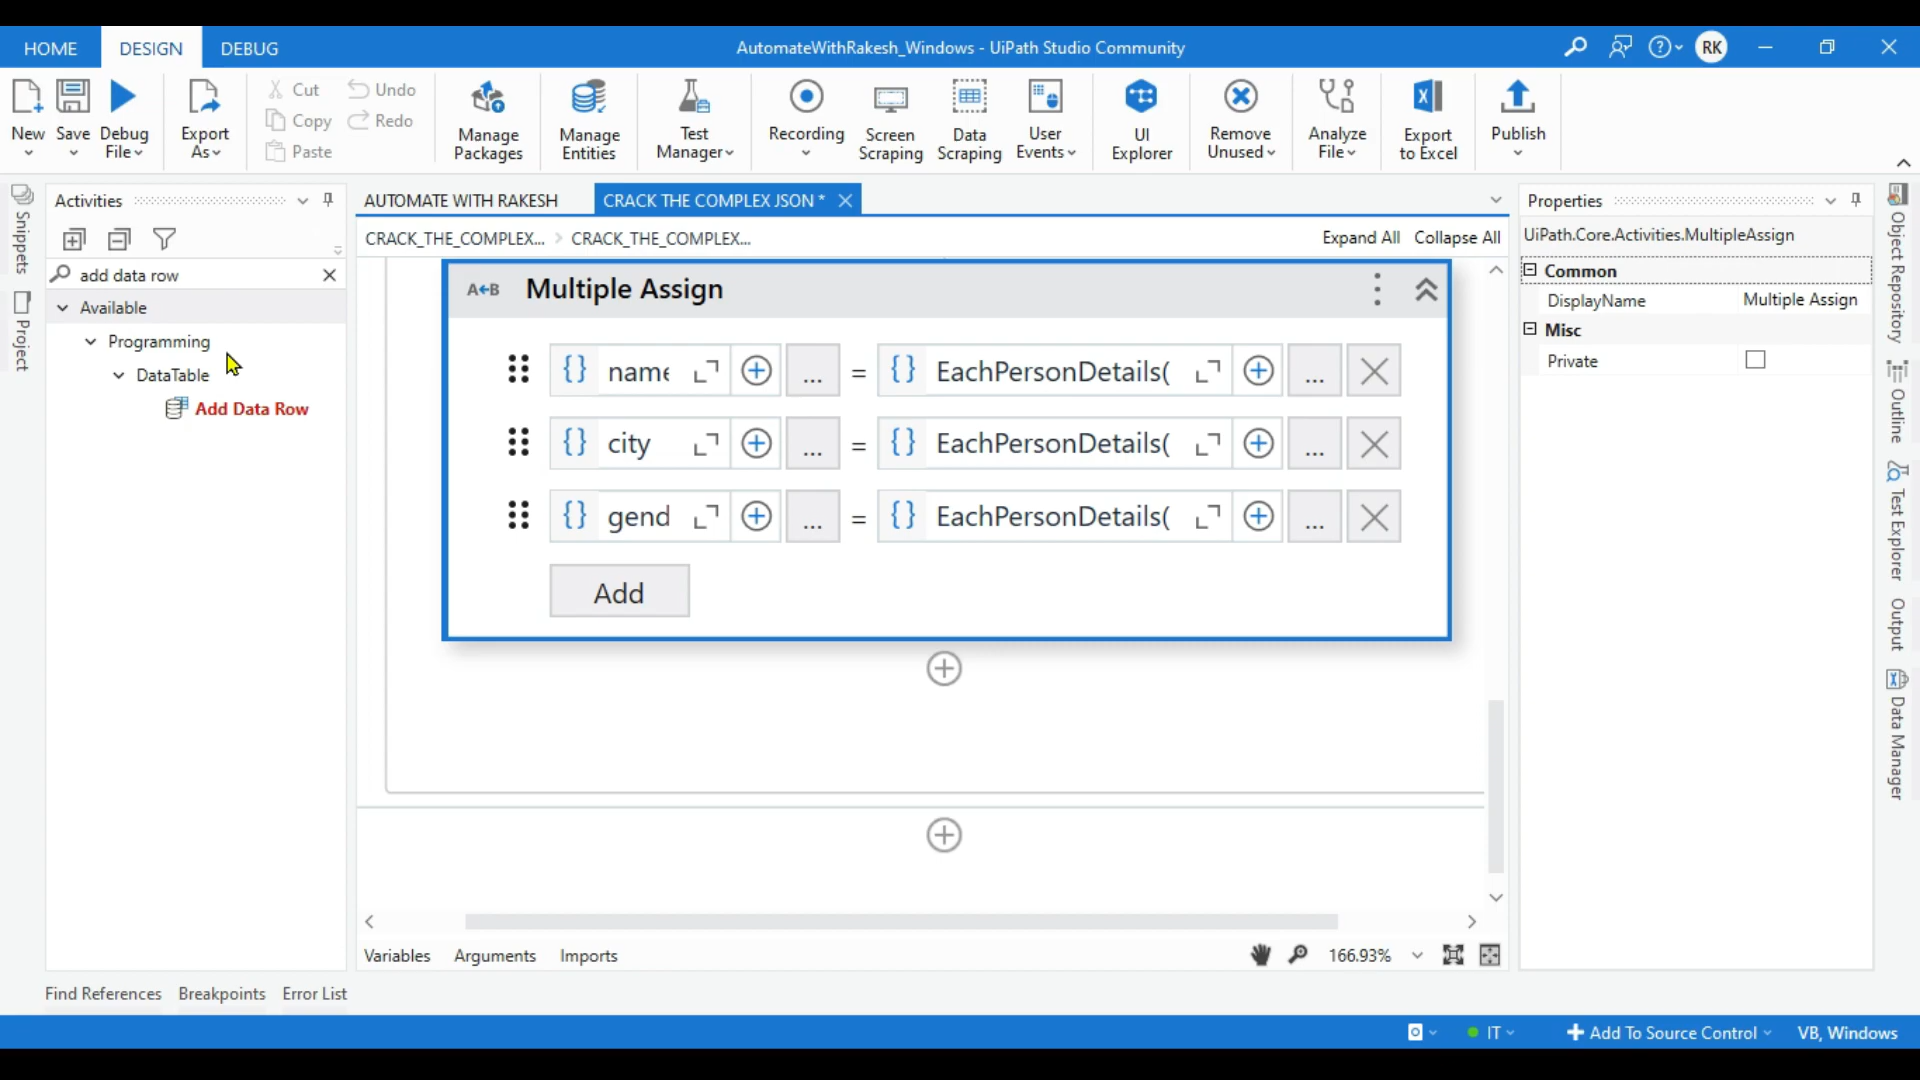 HOME DESIGN DEBUG AutomateWithRakesh_Windows - UiPath Studio Community RK
New Save Debug File Export As Cut Copy Paste Undo Redo Manage Packages Manage Entities Test Manager Recording Screen Scraping Data Scraping User Events UI Explorer Remove Unused Analyze File Export to Excel Publish
Snippets
Project
Activities
add data row
Available
Programming
DataTable
Add Data Row
AUTOMATE WITH RAKESH CRACK THE COMPLEX JSON *
CRACK_THE_COMPLEX... > CRACK_THE_COMPLEX... Expand All Collapse All
A B Multiple Assign
{} name ... = {} EachPersonDetails( ...
{} city ... = {} EachPersonDetails( ...
{} gend ... = {} EachPersonDetails( ...
Add
Variables Arguments Imports 166.93%
Properties
UiPath.Core.Activities.MultipleAssign
Common
DisplayName Multiple Assign
Misc
Private
Object Repository
Outline
Test Explorer
Output
Data Manager
Find References Breakpoints Error List
IT Add To Source Control VB, Windows